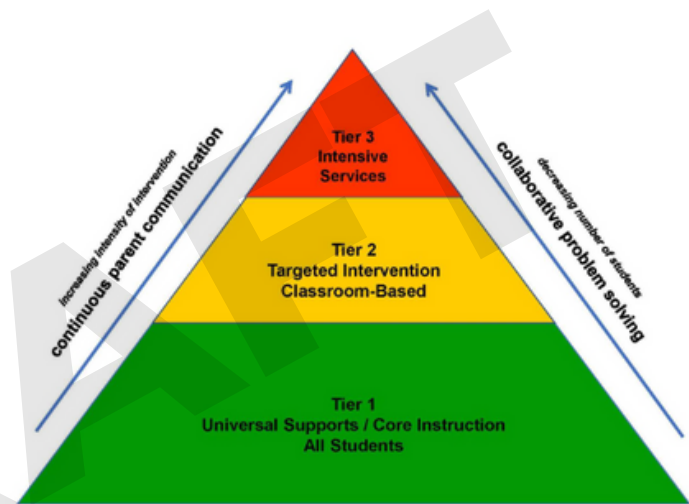 Tier 3
Intensive
Services
increasing intensity of intervention
continuous parent communication
decreasing number of students
collaborative problem solving
Tier 2
Targeted Intervention
Classroom-Based
Tier 1
Universal Supports / Core Instruction
All Students
AFT